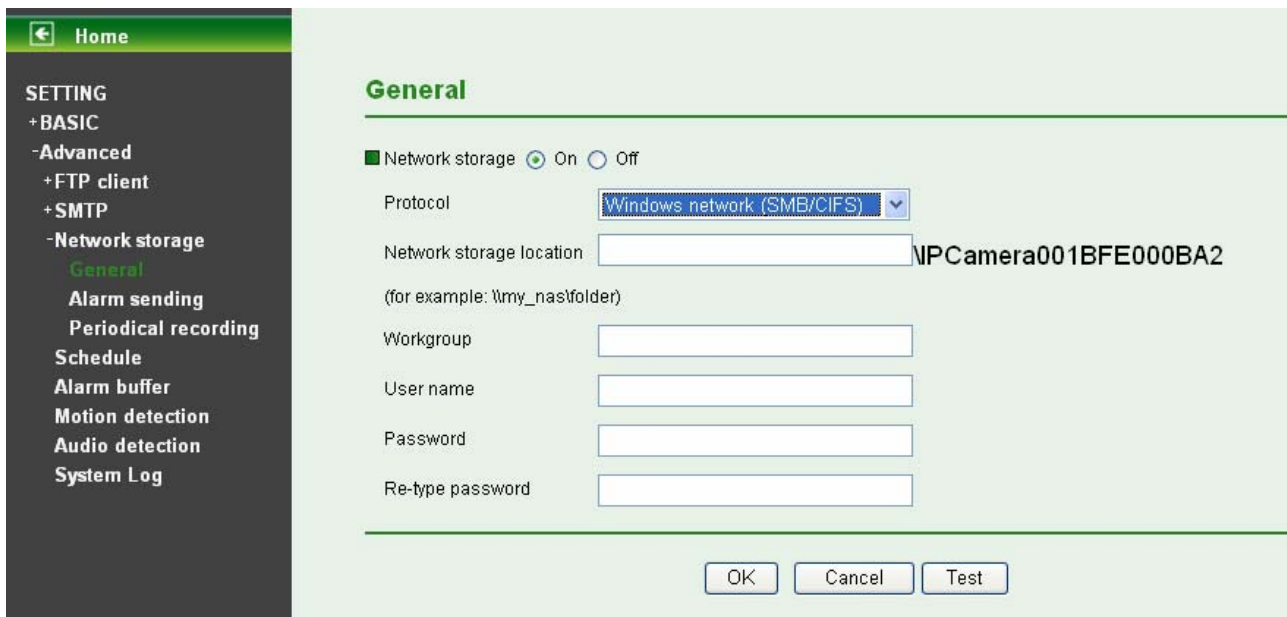 Home
SETTING
+BASIC
-Advanced
+FTP client
+SMTP
-Network storage
General
Alarm sending
Periodical recording
Schedule
Alarm buffer
Motion detection
Audio detection
System Log
General
Network storage On Off
Protocol Windows network (SMB/CIFS)
Network storage location \IPCamera001BFE000BA2
(for example: \\my_nas\folder)
Workgroup
User name
Password
Re-type password
OK Cancel Test